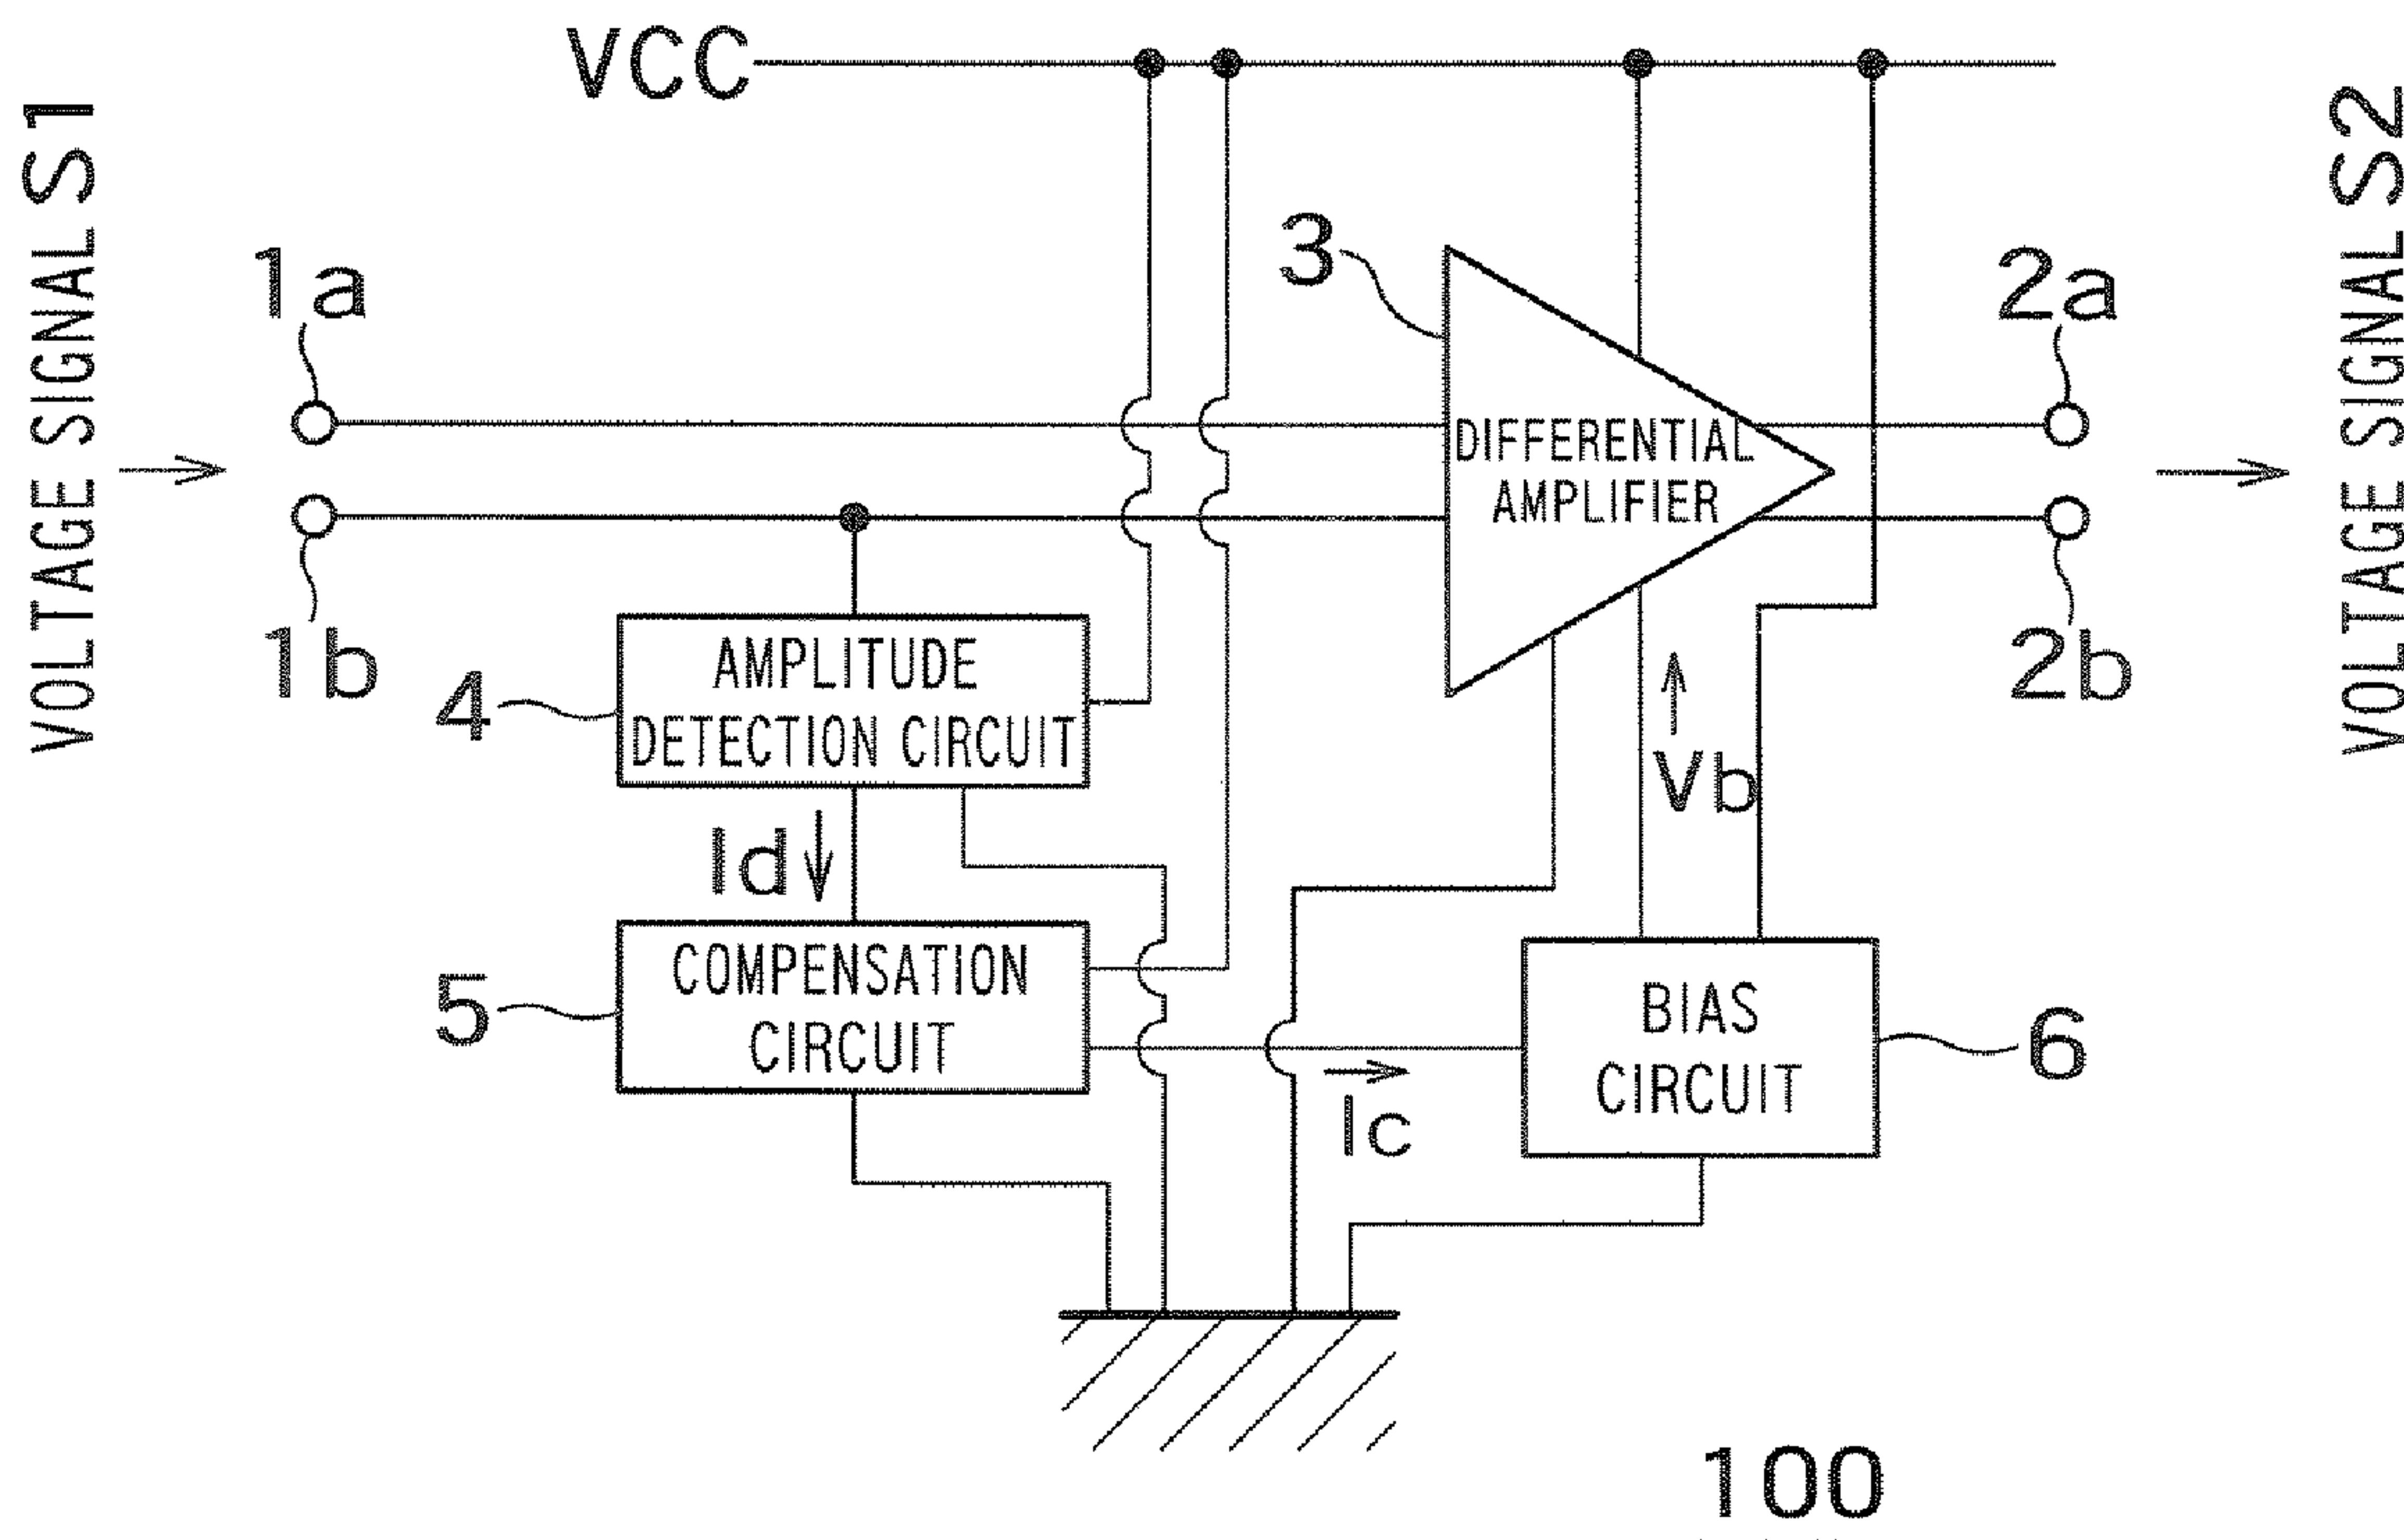 VCC
VOLTAGE SIGNAL S1
VOLTAGE SIGNAL S2
1a
3
2a
DIFFERENTIAL
AMPLIFIER
1b
2b
4
AMPLITUDE
DETECTION CIRCUIT
Vb
Id
5
COMPENSATION
CIRCUIT
BIAS
CIRCUIT
6
Ic
100